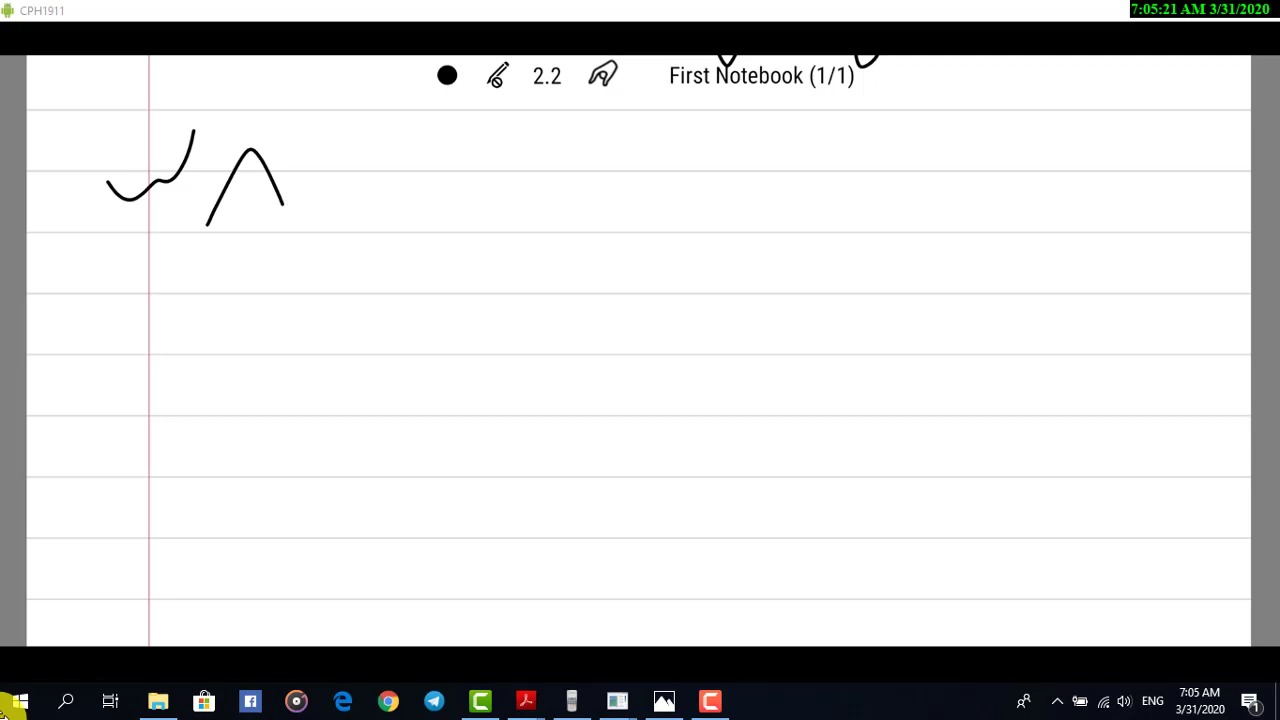 CPH1911
7:05:21 AM 3/31/2020
2.2 First Notebook (1/1)
ENG
7:05 AM
3/31/2020
1